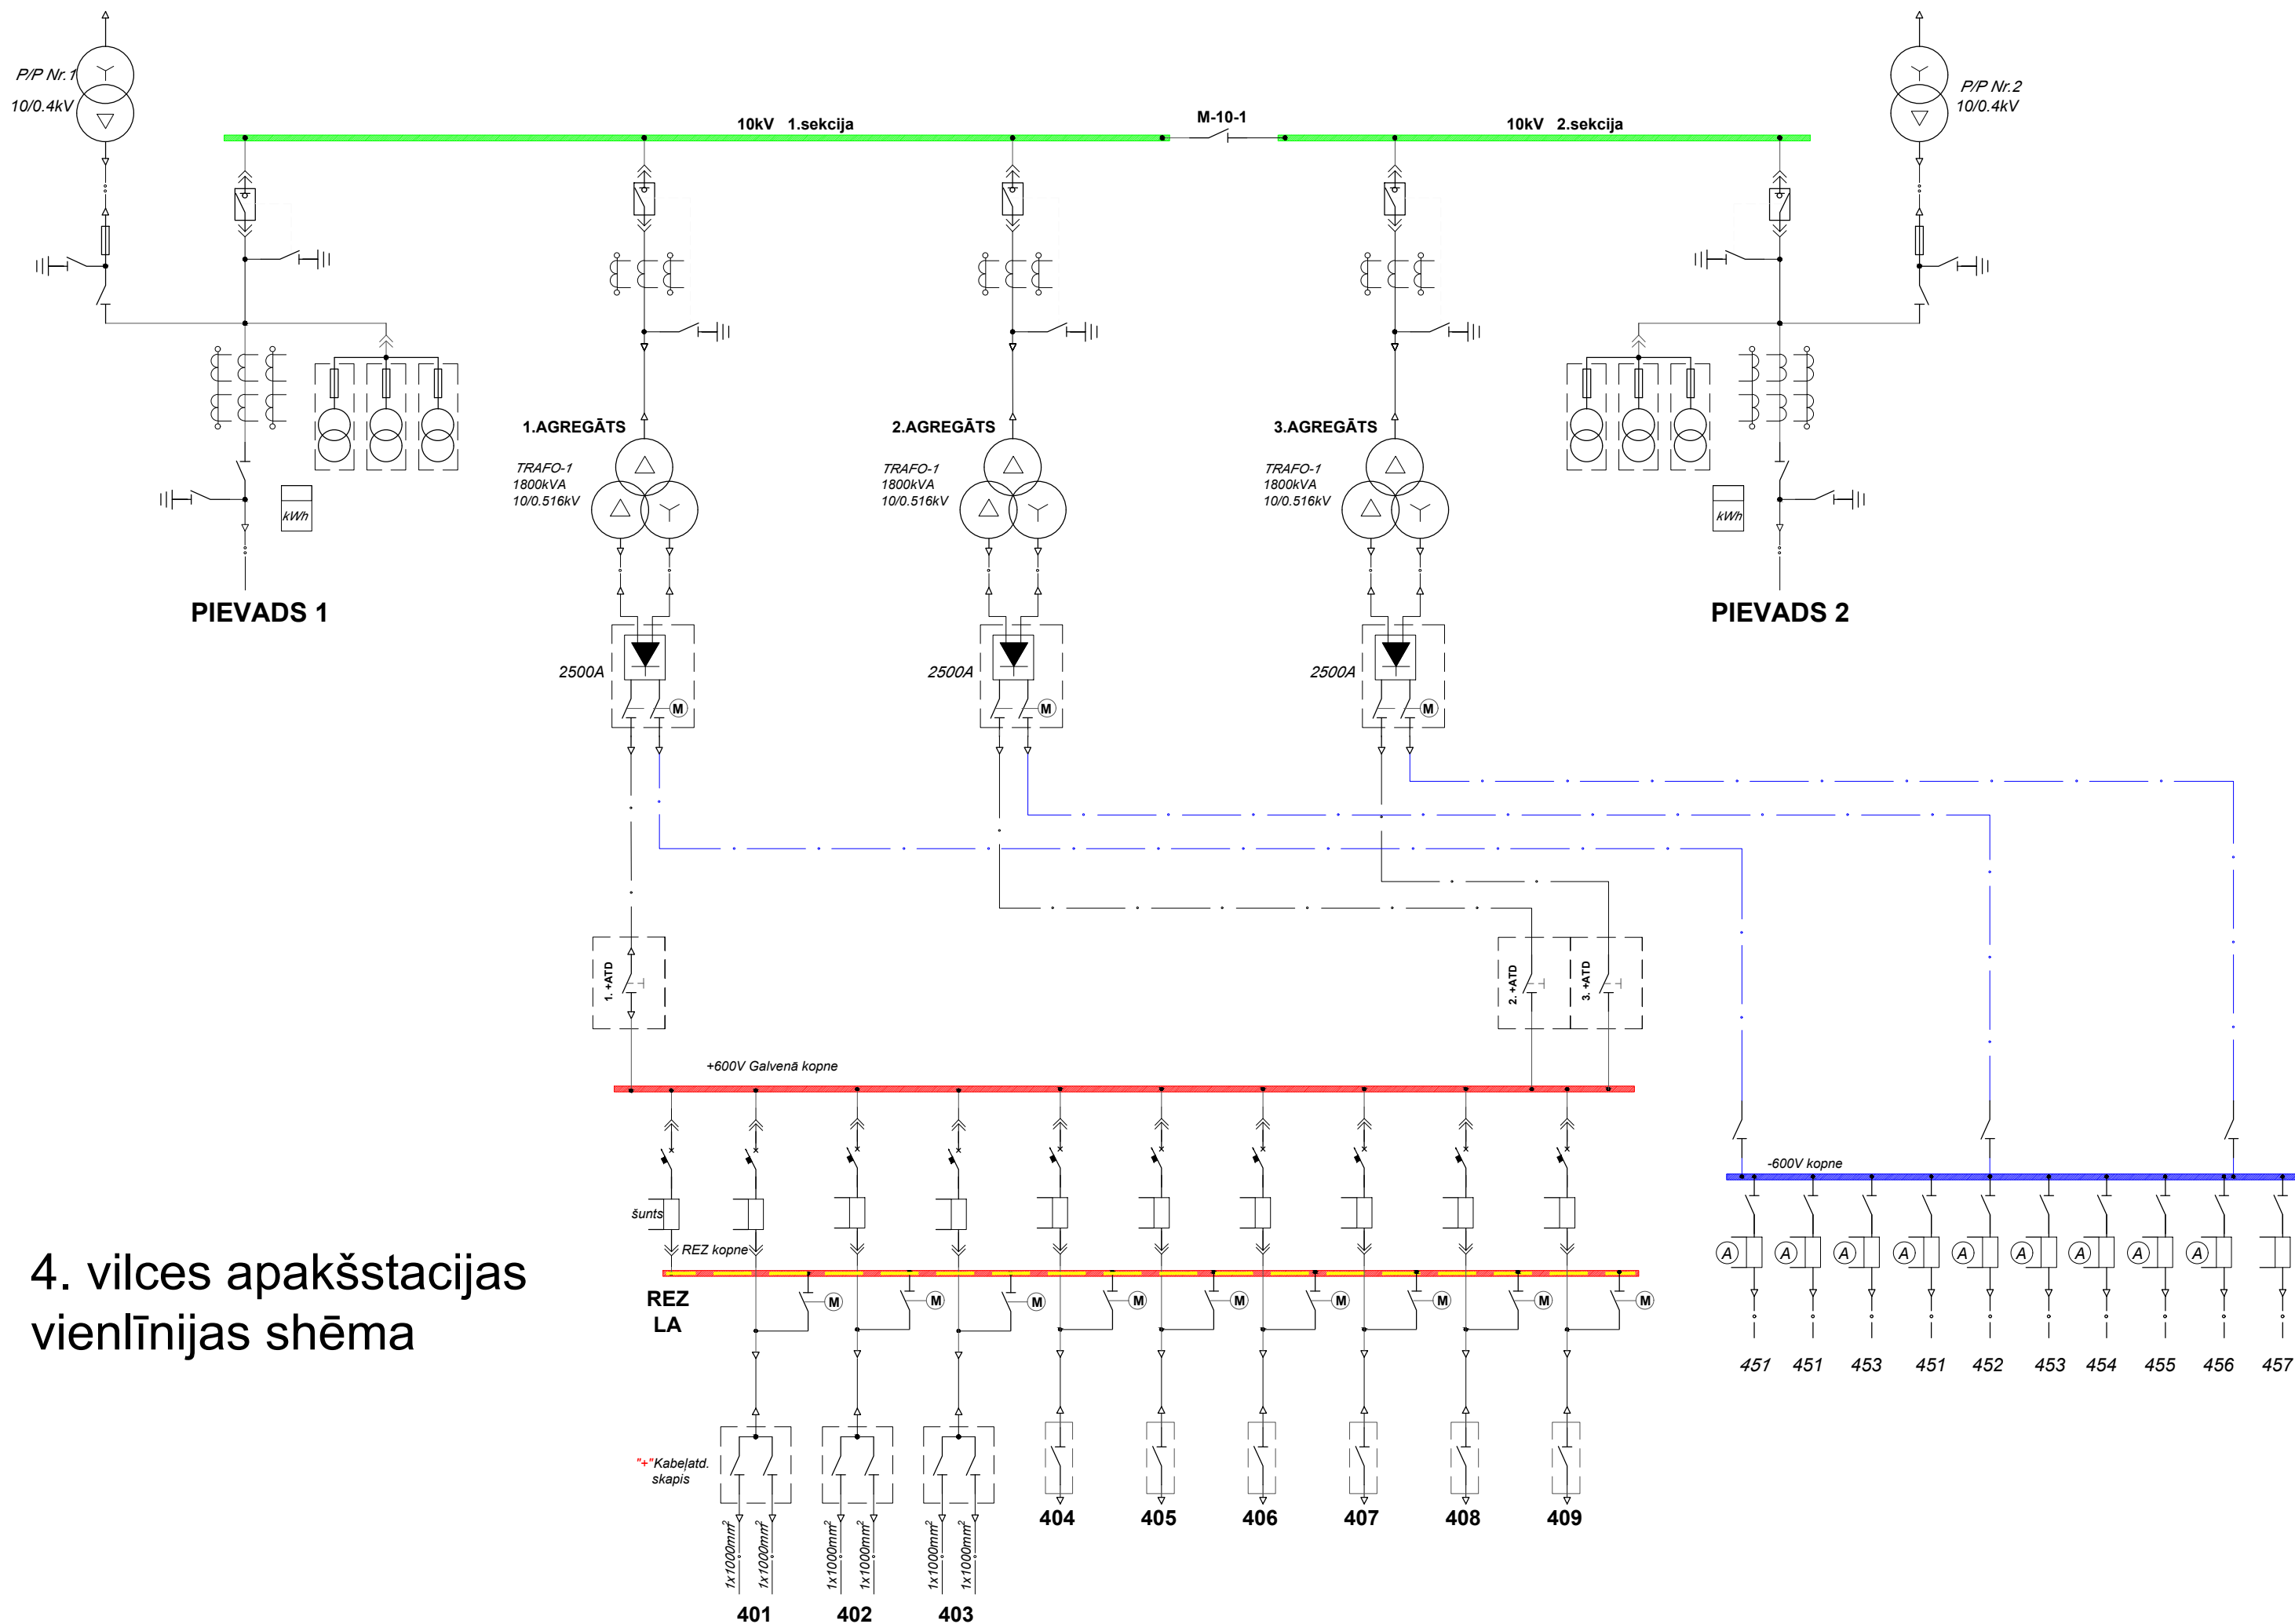 P/P Nr.1
10/0.4kV
P/P Nr.2
10/0.4kV
10kV 1.sekcija
M-10-1
10kV 2.sekcija
1.AGREGĀTS
TRAFO-1
1800kVA
10/0.516kV
2.AGREGĀTS
TRAFO-1
1800kVA
10/0.516kV
3.AGREGĀTS
TRAFO-1
1800kVA
10/0.516kV
kWh
kWh
PIEVADS 1
PIEVADS 2
2500A
M
2500A
M
2500A
M
1. +ATD
2. +ATD
3. +ATD
+600V Galvenā kopne
-600V kopne
šunts
REZ kopne
A A A A A A A A A
REZ
LA
M M M M M M M M M
451 451 453 451 452 453 454 455 456 457
4. vilces apakšstacijas
vienlīnijas shēma
"+"Kabeļatd.
skapis
1x1000mm²
1x1000mm²
1x1000mm²
1x1000mm²
1x1000mm²
1x1000mm²
404 405 406 407 408 409
401 402 403